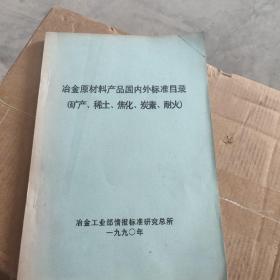 冶金原材料产品国内外标准目录
(矿产、稀土、焦化、炭素、耐火)
冶金工业部情报标准研究总所
一九九〇年